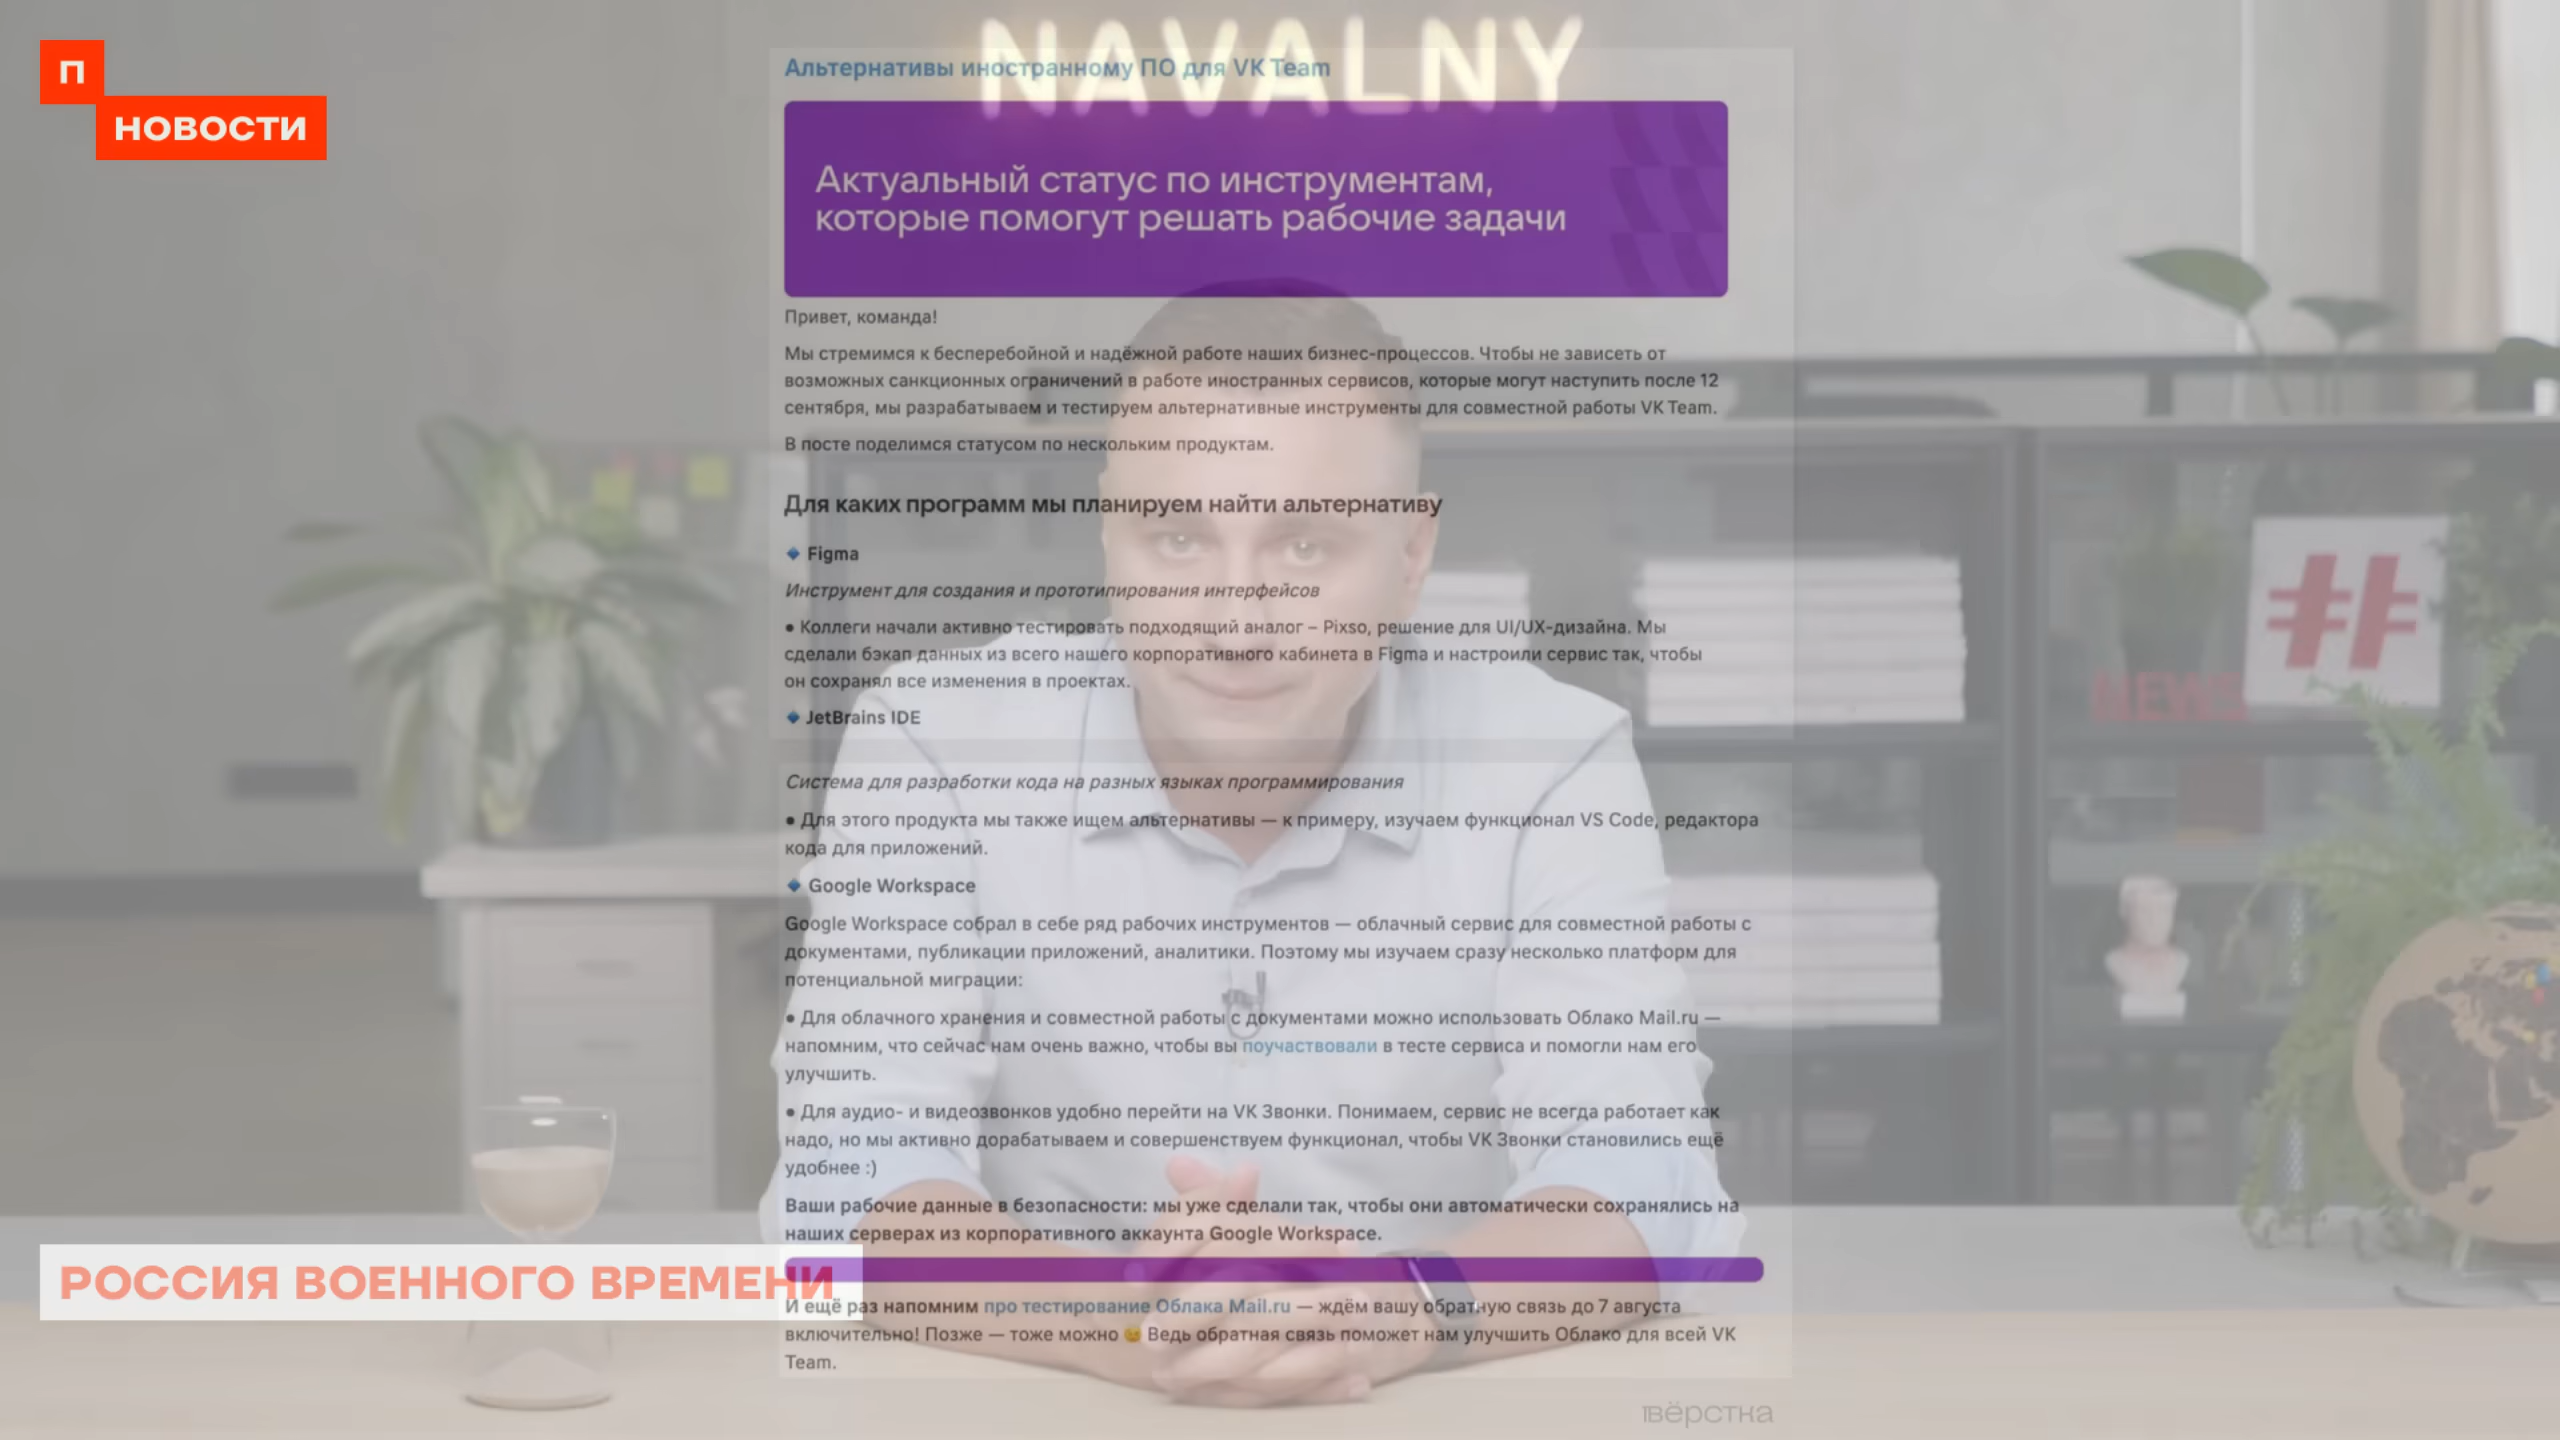 П
НОВОСТИ
NAVALNY
Альтернативы иностранному ПО для VK Team
Актуальный статус по инструментам,
которые помогут решать рабочие задачи
Привет, команда!
Мы стремимся к бесперебойной и надёжной работе наших бизнес-процессов. Чтобы не зависеть от
возможных санкционных ограничений в работе иностранных сервисов, которые могут наступить после 12
сентября, мы разрабатываем и тестируем альтернативные инструменты для совместной работы VK Team.
В посте поделимся статусом по нескольким продуктам.
Для каких программ мы планируем найти альтернативу
Figma
Инструмент для создания и прототипирования интерфейсов
• Коллеги начали активно тестировать подходящий аналог – Pixso, решение для UI/UX-дизайна. Мы
сделали бэкап данных из всего нашего корпоративного кабинета в Figma и настроили сервис так, чтобы
он сохранял все изменения в проектах.
JetBrains IDE
Система для разработки кода на разных языках программирования
• Для этого продукта мы также ищем альтернативы — к примеру, изучаем функционал VS Code, редактора
кода для приложений.
Google Workspace
Google Workspace собрал в себе ряд рабочих инструментов — облачный сервис для совместной работы с
документами, публикации приложений, аналитики. Поэтому мы изучаем сразу несколько платформ для
потенциальной миграции:
• Для облачного хранения и совместной работы с документами можно использовать Облако Mail.ru —
напомним, что сейчас нам очень важно, чтобы вы поучаствовали в тесте сервиса и помогли нам его
улучшить.
• Для аудио- и видеозвонков удобно перейти на VK Звонки. Понимаем, сервис не всегда работает как
надо, но мы активно дорабатываем и совершенствуем функционал, чтобы VK Звонки становились ещё
удобнее :)
Ваши рабочие данные в безопасности: мы уже сделали так, чтобы они автоматически сохранялись на
наших серверах из корпоративного аккаунта Google Workspace.
И ещё раз напомним про тестирование Облака Mail.ru — ждём вашу обратную связь до 7 августа
включительно! Позже — тоже можно 😉 Ведь обратная связь поможет нам улучшить Облако для всей VK
Team.
#
NEWS
РОССИЯ ВОЕННОГО ВРЕМЕНИ
вёрстка